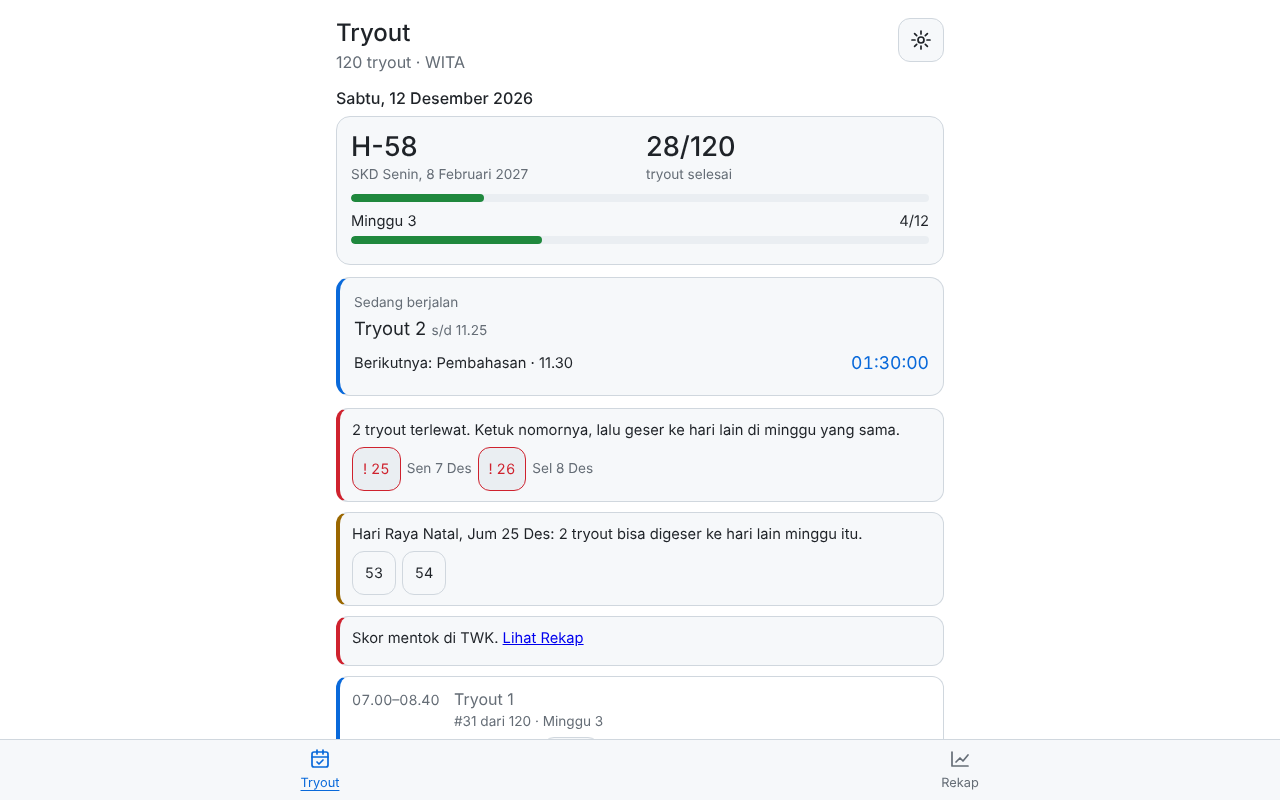 Tryout
120 tryout · WITA
Sabtu, 12 Desember 2026
H-58
SKD Senin, 8 Februari 2027
28/120
tryout selesai
Minggu 3
4/12
Sedang berjalan
Tryout 2 s/d 11.25
Berikutnya: Pembahasan · 11.30
01:30:00
2 tryout terlewat. Ketuk nomornya, lalu geser ke hari lain di minggu yang sama.
! 25 Sen 7 Des ! 26 Sel 8 Des
Hari Raya Natal, Jum 25 Des: 2 tryout bisa digeser ke hari lain minggu itu.
53 54
Skor mentok di TWK. Lihat Rekap
07.00–08.40 Tryout 1
#31 dari 120 · Minggu 3
Tryout
Rekap